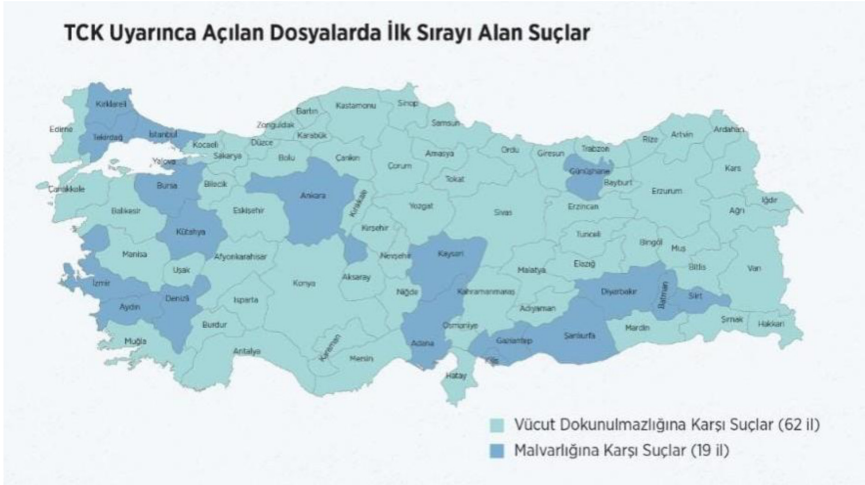 TCK Uyarınca Açılan Dosyalarda İlk Sırayı Alan Suçlar
Kırklareli
Edirne
Tekirdağ
İstanbul
Kocaeli
Yalova
Sakarya
Düzce
Zonguldak
Bartın
Karabük
Kastamonu
Sinop
Samsun
Bolu
Çankırı
Çorum
Amasya
Tokat
Ordu
Giresun
Trabzon
Gümüşhane
Bayburt
Rize
Artvin
Ardahan
Kars
Iğdır
Ağrı
Erzurum
Erzincan
Çanakkale
Balıkesir
Bursa
Bilecik
Eskişehir
Kütahya
Ankara
Kırıkkale
Kırşehir
Yozgat
Sivas
Tunceli
Bingöl
Muş
Bitlis
Van
Manisa
Uşak
Afyonkarahisar
İzmir
Aydın
Denizli
Isparta
Burdur
Muğla
Antalya
Konya
Aksaray
Nevşehir
Niğde
Kayseri
Kahramanmaraş
Malatya
Elazığ
Adıyaman
Diyarbakır
Batman
Siirt
Şırnak
Hakkari
Mardin
Şanlıurfa
Gaziantep
Kilis
Osmaniye
Adana
Hatay
Mersin
Karaman
Vücut Dokunulmazlığına Karşı Suçlar (62 il)
Malvarlığına Karşı Suçlar (19 il)